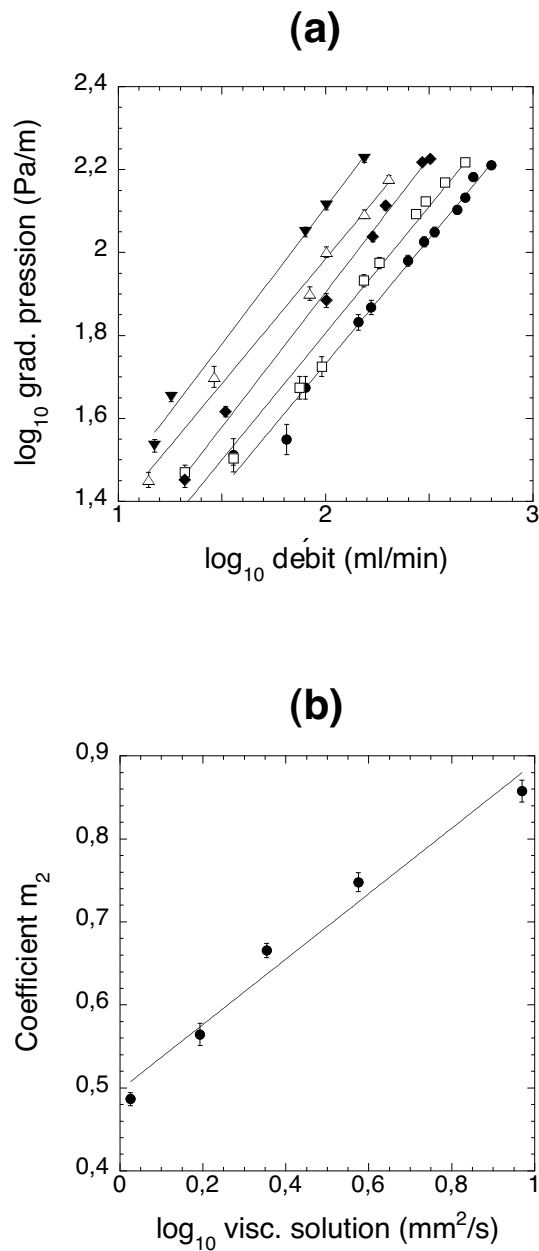 (a)
2,4
2,2
2
1,8
1,6
1,4
log10 grad. pression (Pa/m)
1 2 3
log10 débit (ml/min)
(b)
0,9
0,8
0,7
0,6
0,5
0,4
Coefficient m2
0 0,2 0,4 0,6 0,8 1
log10 visc. solution (mm2/s)